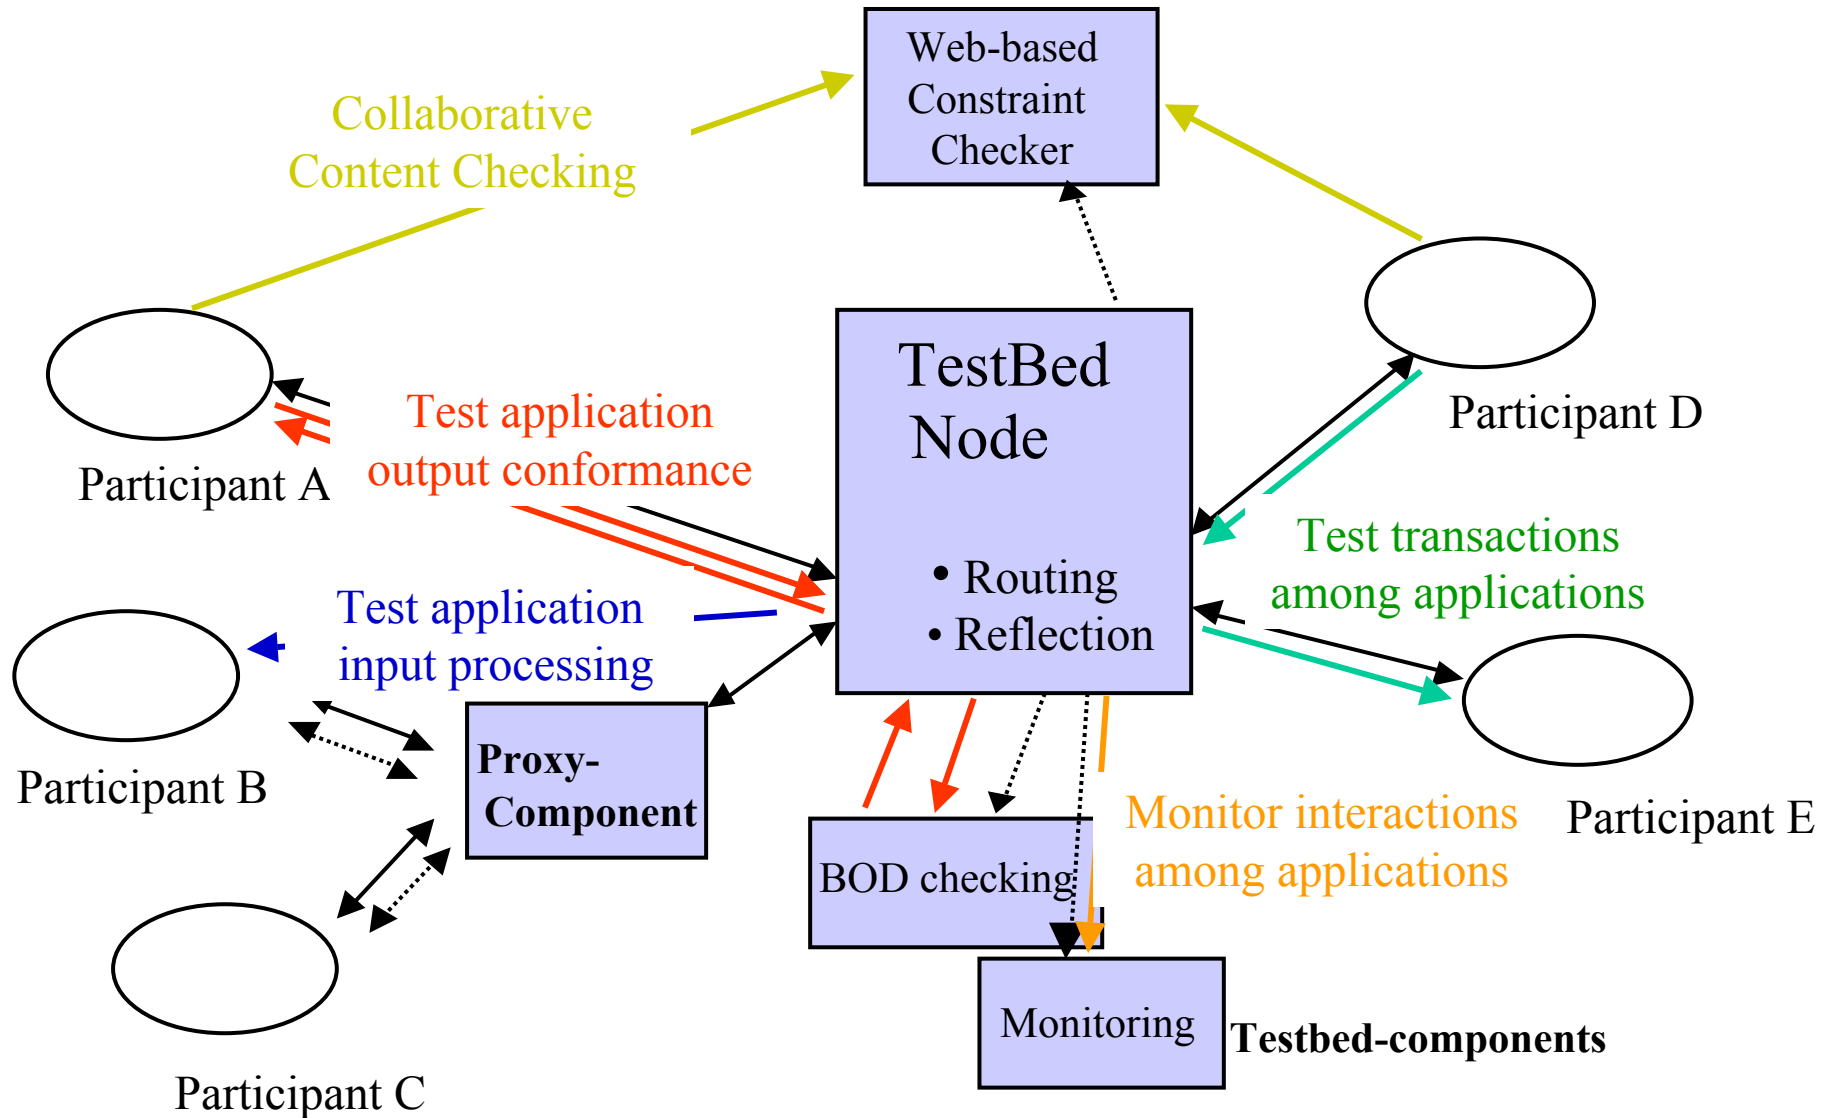 Web-based
Constraint
Checker
Collaborative
Content Checking
TestBed
Node
• Routing
• Reflection
Participant D
Test application
output conformance
Participant A
Test transactions
among applications
Test application
input processing
Participant B
Proxy-
Component
Monitor interactions
among applications
Participant E
BOD checking
Monitoring
Testbed-components
Participant C